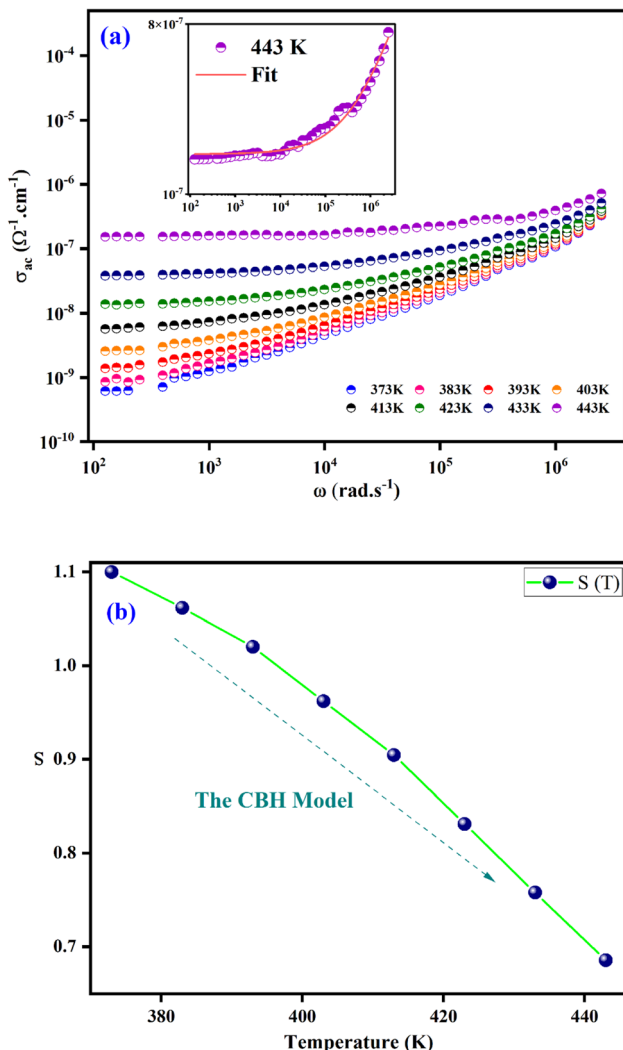 (a)
8×10⁻⁷
443 K
Fit
10⁻⁷
10² 10³ 10⁴ 10⁵ 10⁶
10⁻⁴
10⁻⁵
10⁻⁶
10⁻⁷
10⁻⁸
10⁻⁹
10⁻¹⁰
σac (Ω⁻¹.cm⁻¹)
373K 383K 393K 403K
413K 423K 433K 443K
10² 10³ 10⁴ 10⁵ 10⁶
ω (rad.s⁻¹)
(b)
S (T)
1.1
1.0
0.9
0.8
0.7
S
The CBH Model
380 400 420 440
Temperature (K)